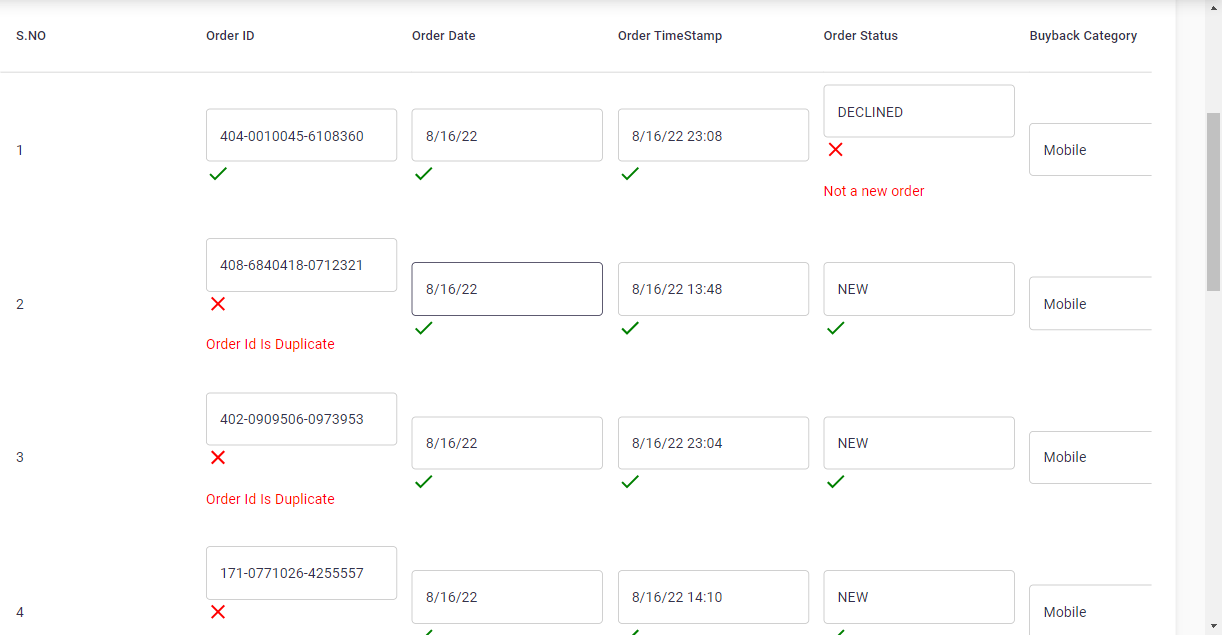 S.NO Order ID Order Date Order TimeStamp Order Status Buyback Category
1 404-0010045-6108360 8/16/22 8/16/22 23:08 DECLINED Mobile
Not a new order
2 408-6840418-0712321 8/16/22 8/16/22 13:48 NEW Mobile
Order Id Is Duplicate
3 402-0909506-0973953 8/16/22 8/16/22 23:04 NEW Mobile
Order Id Is Duplicate
4 171-0771026-4255557 8/16/22 8/16/22 14:10 NEW Mobile